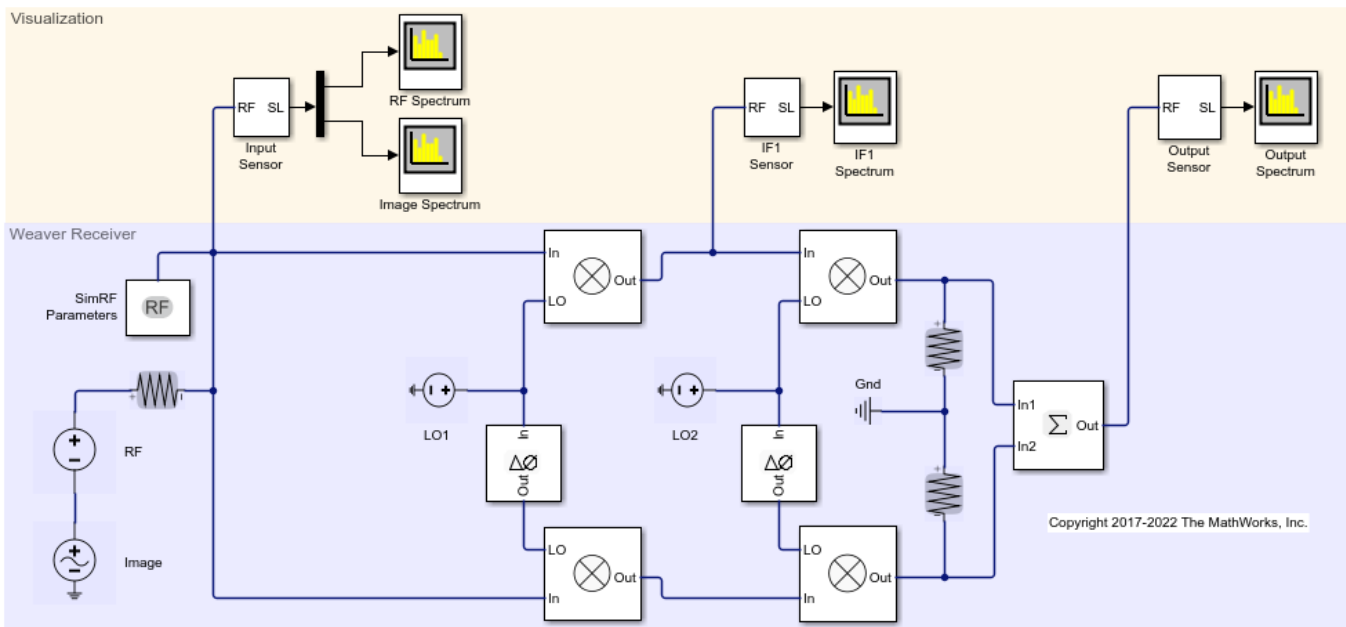 Visualization
RF
SL
RF Spectrum
Input
Sensor
Image Spectrum
RF
SL
IF1
Sensor
IF1
Spectrum
RF
SL
Output
Sensor
Output
Spectrum
Weaver Receiver
In
LO
Out
In
LO
Out
SimRF
Parameters
RF
LO1
LO2
Gnd
In
ΔØ
Out
In
ΔØ
Out
In1
In2
Σ
Out
RF
Image
LO
In
Out
LO
In
Out
Copyright 2017-2022 The MathWorks, Inc.